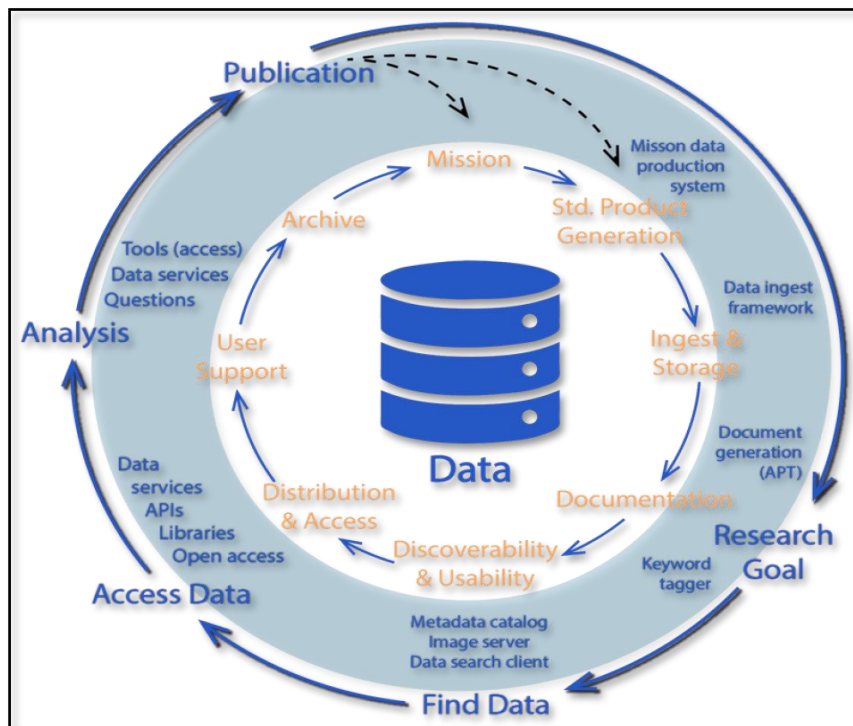 Publication
Mission
Misson data
production
system
Std. Product
Generation
Archive
Tools (access)
Data services
Questions
Data ingest
framework
Analysis
User
Support
Ingest &
Storage
Data
Document
generation
(APT)
Data
services
APIs
Libraries
Open access
Distribution
& Access
Documentation
Discoverability
& Usability
Research
Goal
Keyword
tagger
Access Data
Metadata catalog
Image server
Data search client
Find Data